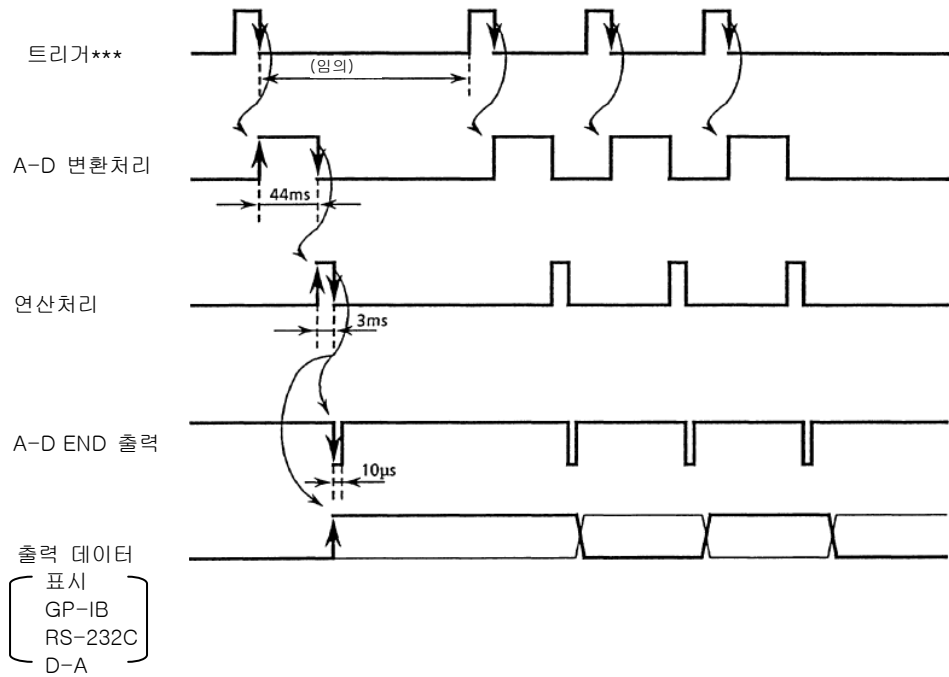 트리거***
(임의)
A-D 변환처리
44ms
연산처리
3ms
A-D END 출력
10μs
출력 데이터
표시
GP-IB
RS-232C
D-A